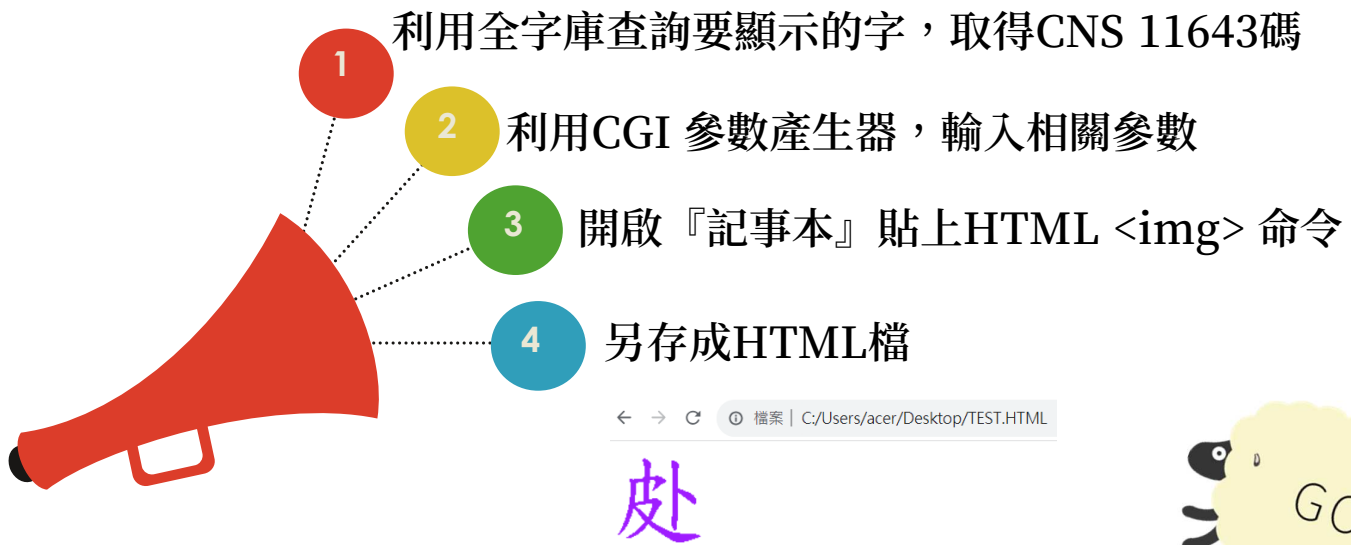 1
利用全字庫查詢要顯示的字，取得CNS 11643碼
2
利用CGI 參數產生器，輸入相關參數
3
開啟『記事本』貼上HTML <img> 命令
4
另存成HTML檔
檔案 | C:/Users/acer/Desktop/TEST.HTML